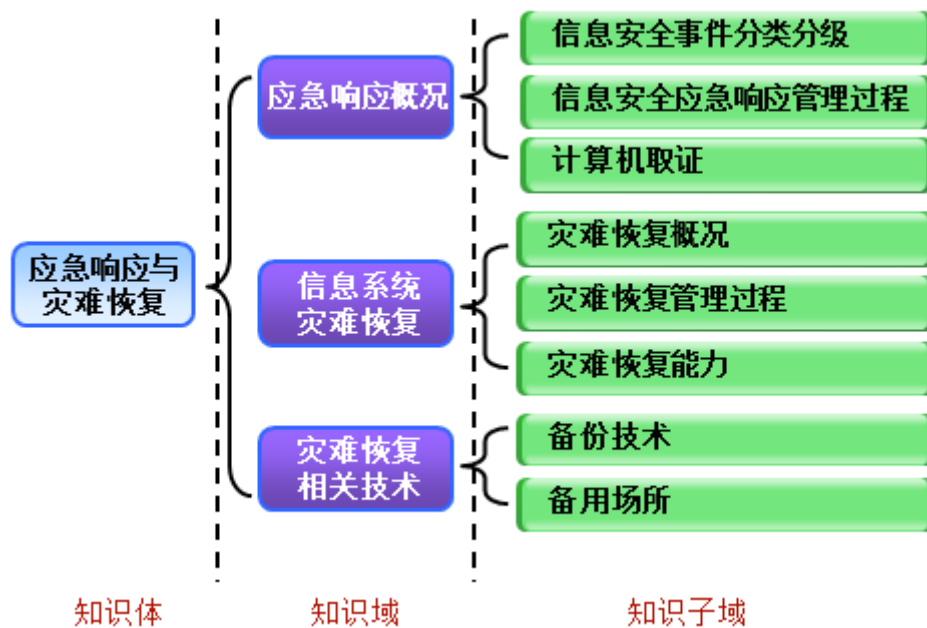 应急响应与
灾难恢复
应急响应概况
信息安全事件分类分级
信息安全应急响应管理过程
计算机取证
信息系统
灾难恢复
灾难恢复概况
灾难恢复管理过程
灾难恢复能力
灾难恢复
相关技术
备份技术
备用场所
知识体
知识域
知识子域